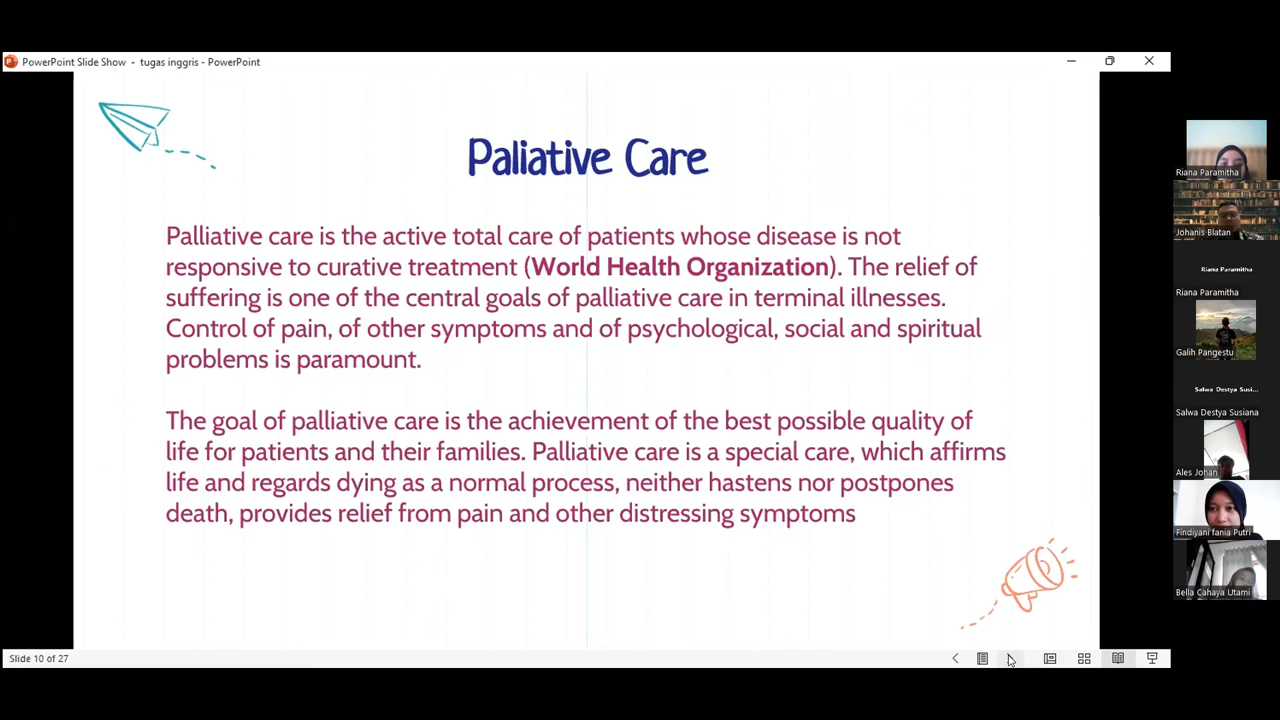 PowerPoint Slide Show - tugas inggris - PowerPoint
Paliative Care
Palliative care is the active total care of patients whose disease is not
responsive to curative treatment (World Health Organization). The relief of
suffering is one of the central goals of palliative care in terminal illnesses.
Control of pain, of other symptoms and of psychological, social and spiritual
problems is paramount.
The goal of palliative care is the achievement of the best possible quality of
life for patients and their families. Palliative care is a special care, which affirms
life and regards dying as a normal process, neither hastens nor postpones
death, provides relief from pain and other distressing symptoms
Slide 10 of 27
Riana Paramitha
Johanis Blatan
Riana Paramitha
Riana Paramitha
Galih Pangestu
Salwa Destya Susi...
Salwa Destya Susiana
Ales Johan
Findiyani fania Putri
Bella Cahaya Utami